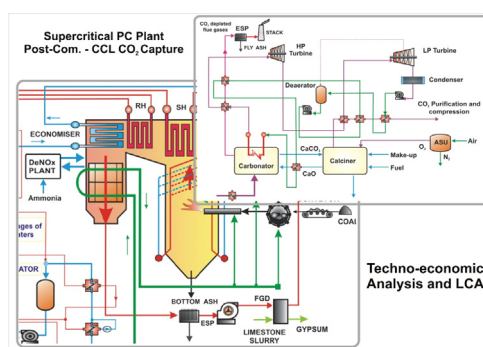 Supercritical PC Plant
Post-Com. - CCL CO2 Capture
CO2 depleted
flue gases
ESP
STACK
FLY ASH
HP
Turbine
LP Turbine
Deaerator
Condenser
CO2 Purification and
compression
ASU
Air
O2
N2
CaCO3
Carbonator
Calciner
CaO
Make-up
Fuel
RH
SH
ECONOMISER
DeNOx
PLANT
Ammonia
ages of
ters
ATOR
COAl
BOTTOM ASH
ESP
FGD
LIMESTONE
SLURRY
GYPSUM
Techno-economic
Analysis and LCA